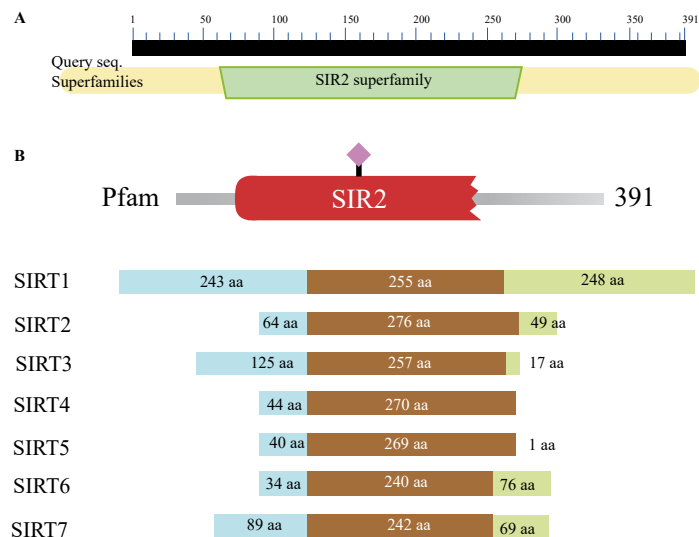 A
1 50 100 150 200 250 300 350 391
Query seq.
Superfamilies
SIR2 superfamily
B
Pfam SIR2 391
SIRT1 243 aa 255 aa 248 aa
SIRT2 64 aa 276 aa 49 aa
SIRT3 125 aa 257 aa 17 aa
SIRT4 44 aa 270 aa
SIRT5 40 aa 269 aa 1 aa
SIRT6 34 aa 240 aa 76 aa
SIRT7 89 aa 242 aa 69 aa